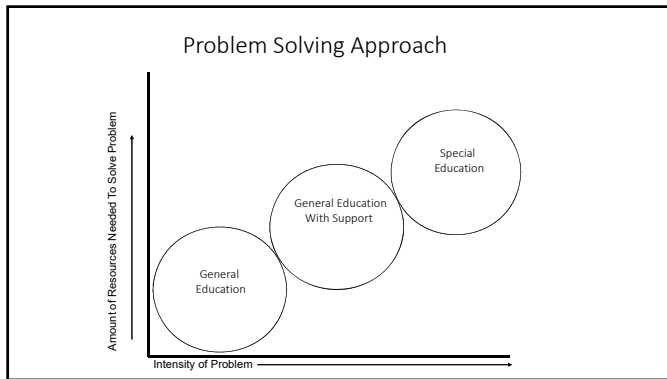 Problem Solving Approach
Amount of Resources Needed To Solve Problem
Special
Education
General Education
With Support
General
Education
Intensity of Problem